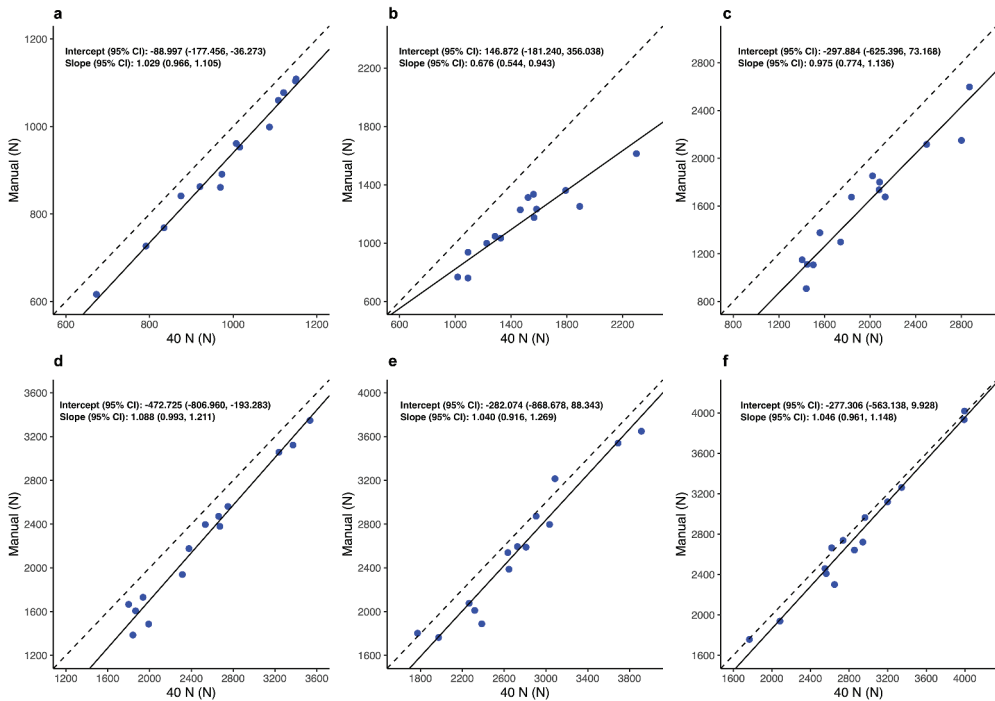 a
Intercept (95% CI): -88.997 (-177.456, -36.273)
Slope (95% CI): 1.029 (0.966, 1.105)
1200
1000
800
600
Manual (N)
600 800 1000 1200
40 N (N)
b
Intercept (95% CI): 146.872 (-181.240, 356.038)
Slope (95% CI): 0.676 (0.544, 0.943)
2200
1800
1400
1000
600
Manual (N)
600 1000 1400 1800 2200
40 N (N)
c
Intercept (95% CI): -297.884 (-625.396, 73.168)
Slope (95% CI): 0.975 (0.774, 1.136)
2800
2400
2000
1600
1200
800
Manual (N)
800 1200 1600 2000 2400 2800
40 N (N)
d
Intercept (95% CI): -472.725 (-806.960, -193.283)
Slope (95% CI): 1.088 (0.993, 1.211)
3600
3200
2800
2400
2000
1600
1200
Manual (N)
1200 1600 2000 2400 2800 3200 3600
40 N (N)
e
Intercept (95% CI): -282.074 (-868.678, 88.343)
Slope (95% CI): 1.040 (0.916, 1.269)
4000
3600
3200
2800
2400
2000
1600
Manual (N)
1800 2200 2600 3000 3400 3800
40 N (N)
f
Intercept (95% CI): -277.306 (-563.138, 9.928)
Slope (95% CI): 1.046 (0.961, 1.148)
4000
3600
3200
2800
2400
2000
1600
Manual (N)
1600 2000 2400 2800 3200 3600 4000
40 N (N)